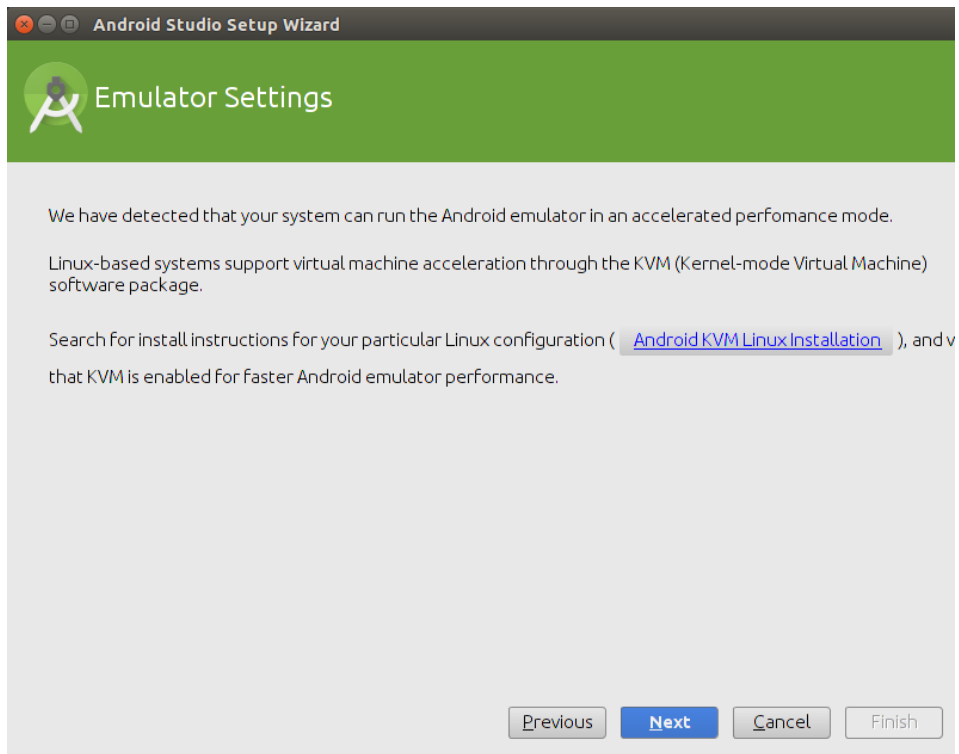 Android Studio Setup Wizard
Emulator Settings
We have detected that your system can run the Android emulator in an accelerated perfomance mode.
Linux-based systems support virtual machine acceleration through the KVM (Kernel-mode Virtual Machine)
software package.
Search for install instructions for your particular Linux configuration ( Android KVM Linux Installation ), and
that KVM is enabled for faster Android emulator performance.
Previous Next Cancel Finish